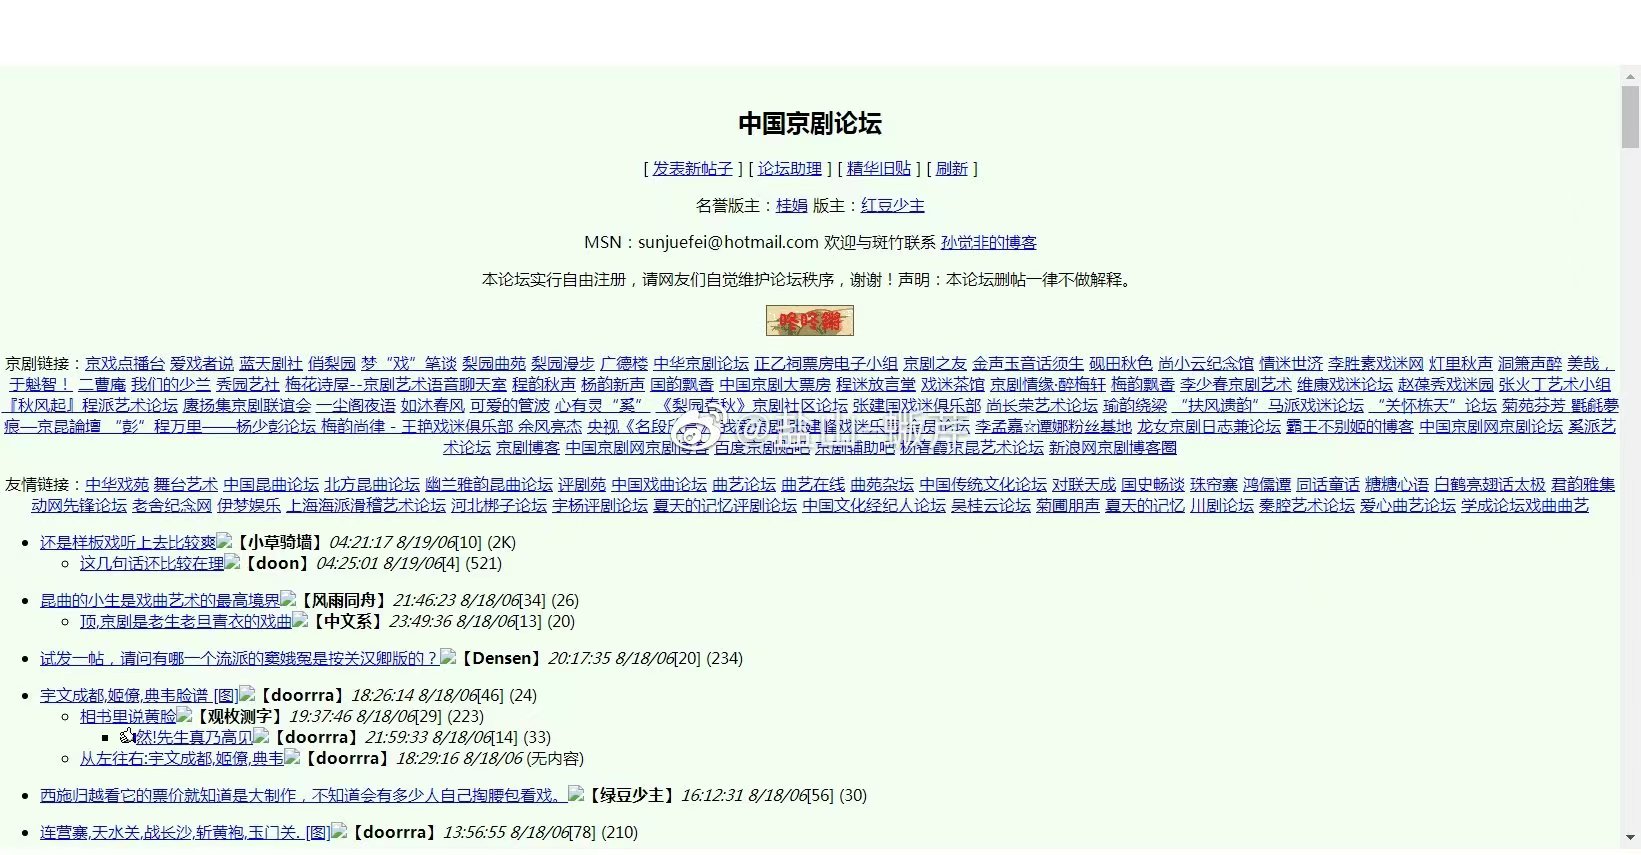 中国京剧论坛
[ 发表新帖子 ] [ 论坛助理 ] [ 精华旧贴 ] [ 刷新 ]
名誉版主：桂娟 版主：红豆少主
MSN：sunjuefei@hotmail.com 欢迎与斑竹联系 孙觉非的博客
本论坛实行自由注册，请网友们自觉维护论坛秩序，谢谢！声明：本论坛删帖一律不做解释。
咚咚锵
京剧链接：京戏点播台 爱戏者说 蓝天剧社 俏梨园 梦“戏”笔谈 梨园曲苑 梨园漫步 广德楼 中华京剧论坛 正乙祠票房电子小组 京剧之友 金声玉音话须生 砚田秋色 尚小云纪念馆 情迷世济 李胜素戏迷网 灯里秋声 洞箫声醉 美哉，
于魁智！ 二曹庵 我们的少兰 秀园艺社 梅花诗屋--京剧艺术语音聊天室 程韵秋声 杨韵新声 国韵飘香 中国京剧大票房 程迷放言堂 戏迷茶馆 京剧情缘·醉梅轩 梅韵飘香 李少春京剧艺术 维康戏迷论坛 赵葆秀戏迷园 张火丁艺术小组
『秋风起』程派艺术论坛 赓扬集京剧联谊会 一尘阁夜语 如沐春风 可爱的管波 心有灵“奚” 《梨园春秋》京剧社区论坛 张建国戏迷俱乐部 尚长荣艺术论坛 瑜韵绕梁 “扶风遗韵”马派戏迷论坛 “关怀栋天”论坛 菊苑芬芳 氍毹夢
痕—京昆論壇 “彭”程万里——杨少彭论坛 梅韵尚律 - 王艳戏迷俱乐部 余风亮杰 央视《名段欣 李孟嘉☆谭娜粉丝基地 龙女京剧日志兼论坛 霸王不别姬的博客 中国京剧网京剧论坛 奚派艺
术论坛 京剧博客 中国京剧网京剧博客 百度京剧贴吧 京剧辅助吧 杨春霞京昆艺术论坛 新浪网京剧博客圈
友情链接：中华戏苑 舞台艺术 中国昆曲论坛 北方昆曲论坛 幽兰雅韵昆曲论坛 评剧苑 中国戏曲论坛 曲艺论坛 曲艺在线 曲苑杂坛 中国传统文化论坛 对联天成 国史畅谈 珠帘寨 鸿儒谭 同话童话 糖糖心语 白鹤亮翅话太极 君韵雅集
动网先锋论坛 老舍纪念网 伊梦娱乐 上海海派滑稽艺术论坛 河北梆子论坛 宇杨评剧论坛 夏天的记忆评剧论坛 中国文化经纪人论坛 吴桂云论坛 菊圃朋声 夏天的记忆 川剧论坛 秦腔艺术论坛 爱心曲艺论坛 学成论坛戏曲曲艺
还是样板戏听上去比较爽【小草骑墙】04:21:17 8/19/06[10] (2K)
这几句话还比较在理【doon】04:25:01 8/19/06[4] (521)
昆曲的小生是戏曲艺术的最高境界【风雨同舟】21:46:23 8/18/06[34] (26)
顶,京剧是老生老旦青衣的戏曲【中文系】23:49:36 8/18/06[13] (20)
试发一帖，请问有哪一个流派的窦娥冤是按关汉卿版的？【Densen】20:17:35 8/18/06[20] (234)
宇文成都,姬僚,典韦脸谱 [图]【doorrra】18:26:14 8/18/06[46] (24)
相书里说黄脸【观枚测字】19:37:46 8/18/06[29] (223)
然!先生真乃高见【doorrra】21:59:33 8/18/06[14] (33)
从左往右:宇文成都,姬僚,典韦【doorrra】18:29:16 8/18/06 (无内容)
西施归越看它的票价就知道是大制作，不知道会有多少人自己掏腰包看戏。【绿豆少主】16:12:31 8/18/06[56] (30)
连营寨,天水关,战长沙,斩黄袍,玉门关. [图]【doorrra】13:56:55 8/18/06[78] (210)